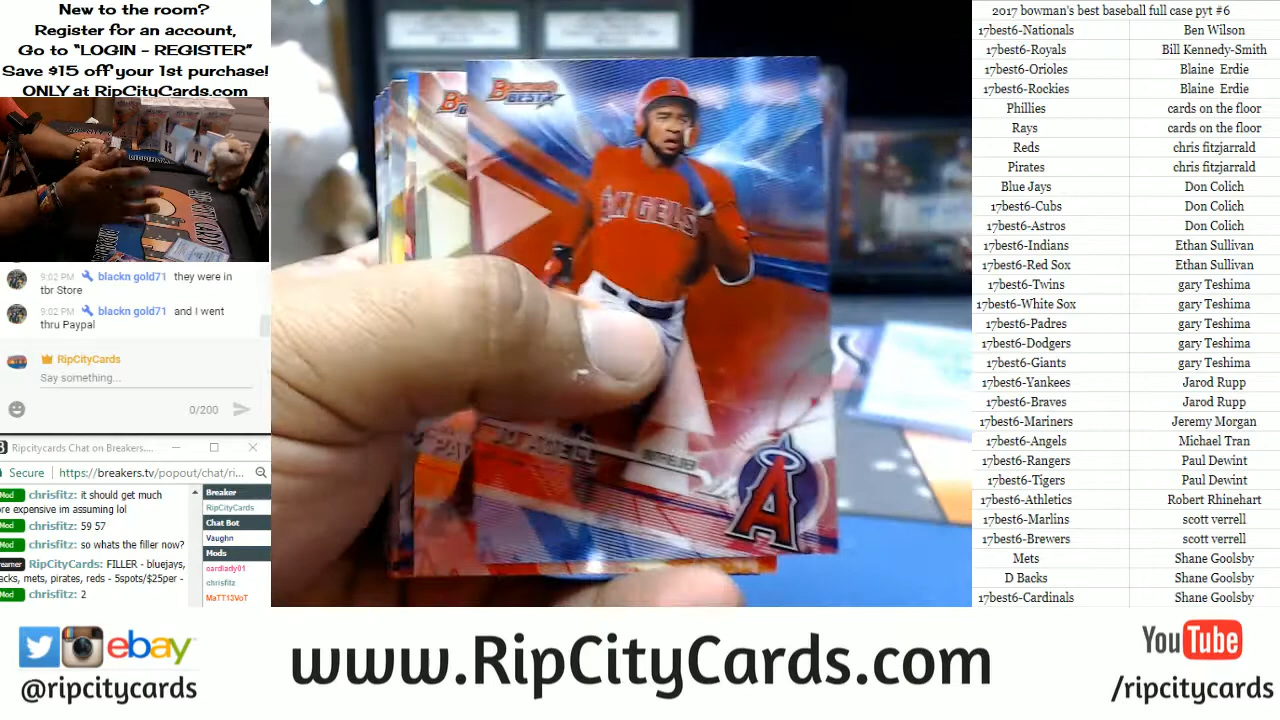 New to the room?
Register for an account,
Go to "LOGIN - REGISTER"
Save $15 off your 1st purchase!
ONLY at RipCityCards.com
9:02 PM blackn gold71 they were in
tbr Store
9:02 PM blackn gold71 and I went
thru Paypal
RipCityCards
Say something...
0/200
Ripcitycards Chat on Breakers....
Secure https://breakers.tv/popout/chat/ri...
Mod chrisfitz: it should get much
re expensive im assuming lol
Mod chrisfitz: 59 57
Mod chrisfitz: so whats the filler now?
eamer RipCityCards: FILLER - bluejays,
acks, mets, pirates, reds - 5spots/$25per -
Mod chrisfitz: 2
Breaker
RipCityCards
Chat Bot
Vaughn
Mods
cardlady01
chrisfitz
MaTT13VoT
BEST
ANGELS
JO ADELL
OUTFIELDER
A
2017 bowman's best baseball full case pyt #6
17best6-Nationals Ben Wilson
17best6-Royals Bill Kennedy-Smith
17best6-Orioles Blaine Erdie
17best6-Rockies Blaine Erdie
Phillies cards on the floor
Rays cards on the floor
Reds chris fitzjarrald
Pirates chris fitzjarrald
Blue Jays Don Colich
17best6-Cubs Don Colich
17best6-Astros Don Colich
17best6-Indians Ethan Sullivan
17best6-Red Sox Ethan Sullivan
17best6-Twins gary Teshima
17best6-White Sox gary Teshima
17best6-Padres gary Teshima
17best6-Dodgers gary Teshima
17best6-Giants gary Teshima
17best6-Yankees Jarod Rupp
17best6-Braves Jarod Rupp
17best6-Mariners Jeremy Morgan
17best6-Angels Michael Tran
17best6-Rangers Paul Dewint
17best6-Tigers Paul Dewint
17best6-Athletics Robert Rhinehart
17best6-Marlins scott verrell
17best6-Brewers scott verrell
Mets Shane Goolsby
D Backs Shane Goolsby
17best6-Cardinals Shane Goolsby
ebay
@ripcitycards
www.RipCityCards.com
YouTube
/ripcitycards